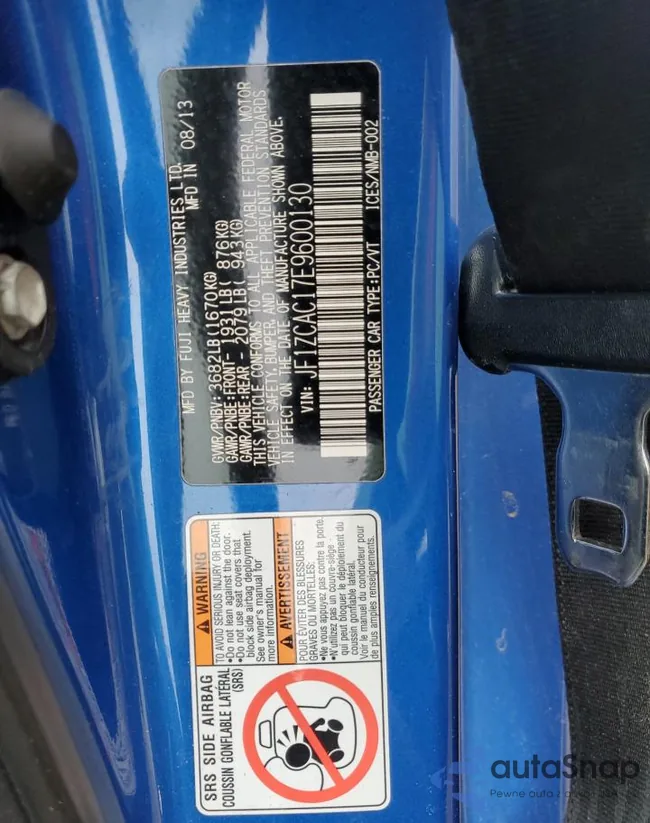 MFD BY FUJI HEAVY INDUSTRIES LTD.
MFD IN 08/13
GVWR/PNBV: 3682LB(1670KG)
GAWR/PNBE:FRONT- 1931LB( 876KG)
GAWR/PNBE:REAR - 2079LB( 943KG)
THIS VEHICLE CONFORMS TO ALL APPLICABLE FEDERAL MOTOR
VEHICLE SAFETY,BUMPER, AND THEFT PREVENTION STANDARDS
IN EFFECT ON THE DATE OF MANUFACTURE SHOWN ABOVE.
VIN: JF1ZCAC17E9600130
PASSENGER CAR TYPE:PC/VT ICES/NMB-002
SRS SIDE AIRBAG
COUSSIN GONFLABLE LATÉRAL
(SRS)
WARNING
TO AVOID SERIOUS INJURY OR DEATH:
•Do not lean against the door.
•Do not use seat covers that
block side airbag deployment.
See owner's manual for
more information.
AVERTISSEMENT
POUR ÉVITER DES BLESSURES
GRAVES OU MORTELLES:
•Ne vous appuyez pas contre la porte.
•N'utilizez pas un couvre-siège
qui peut bloquer le déploiement du
coussin gonflable latéral.
Voir le manuel du conducteur pour
de plus amples renseignements.
autaSnap
Pewne auta z